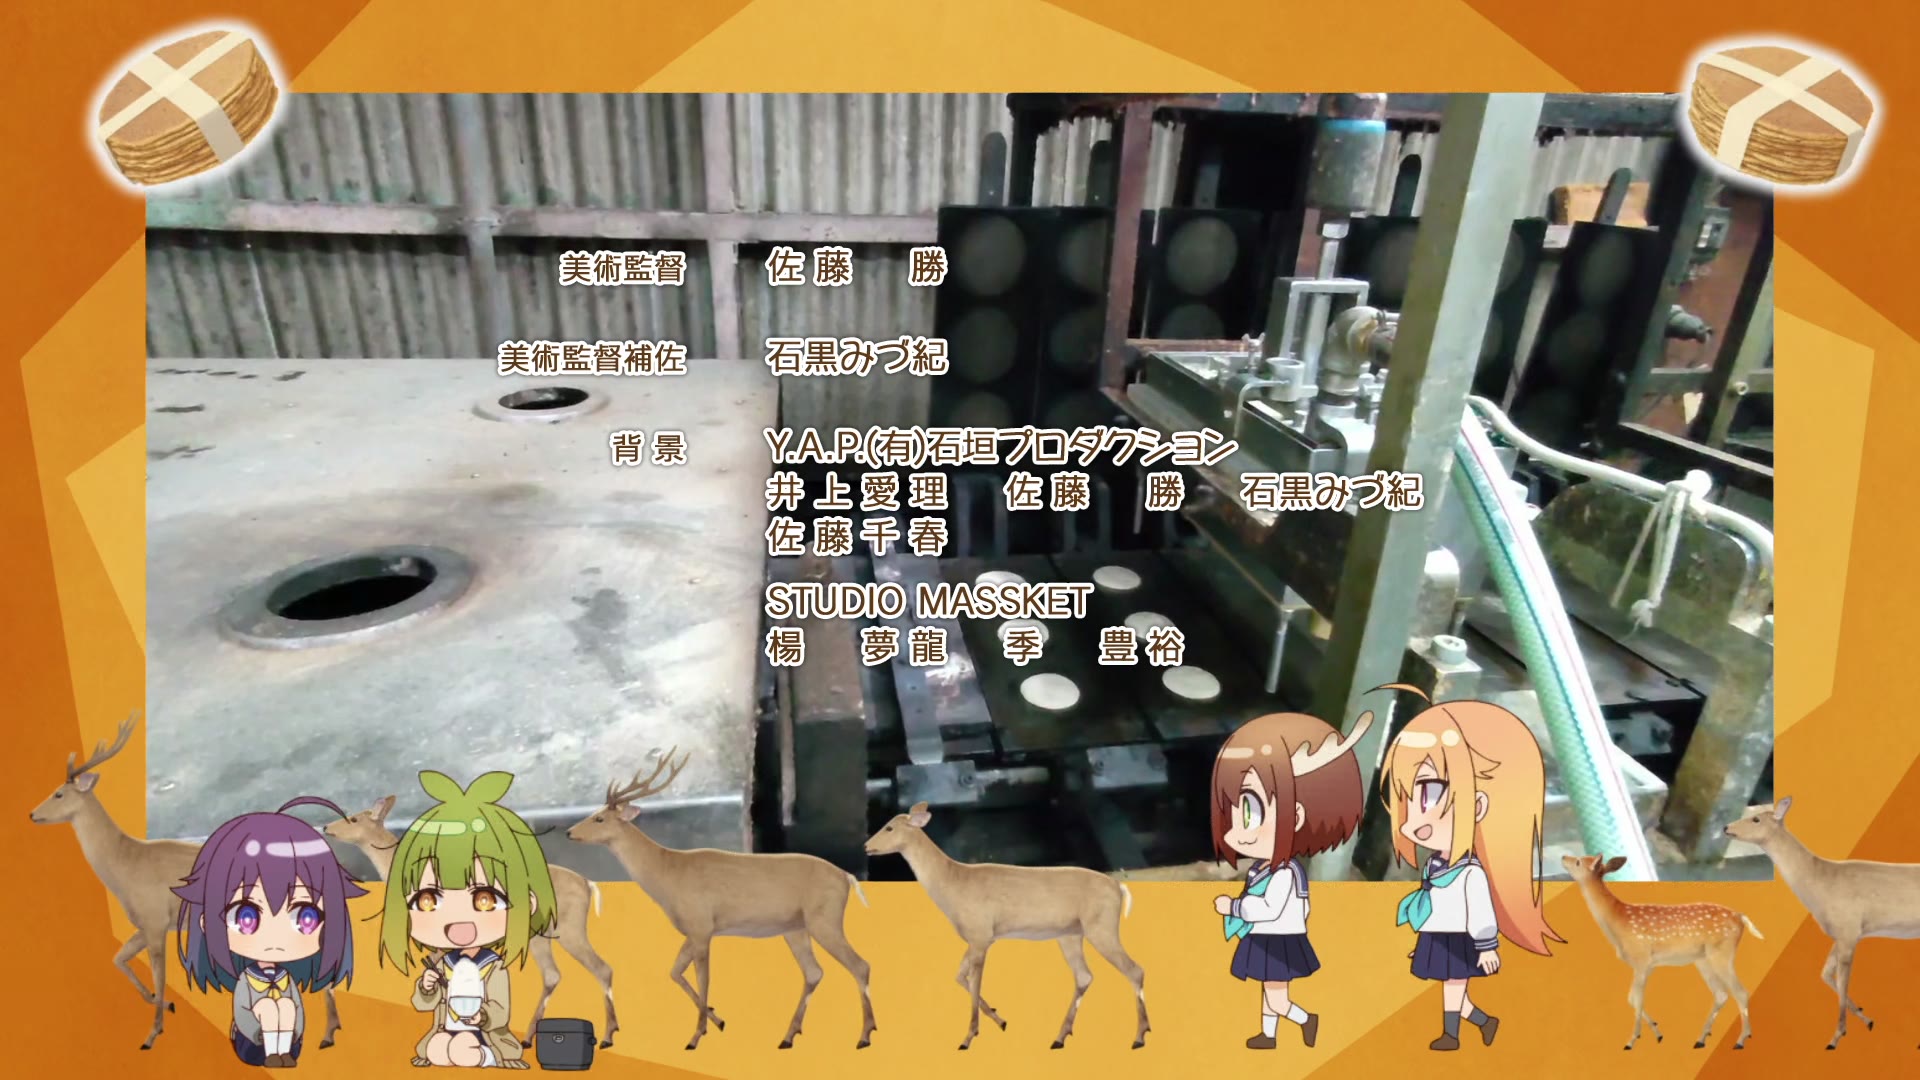 美術監督 佐藤 勝
美術監督補佐 石黒みづ紀
背景 Y.A.P.(有)石垣プロダクション
井上愛理 佐藤 勝 石黒みづ紀
佐藤千春
STUDIO MASSKET
楊 夢龍 季 豊裕